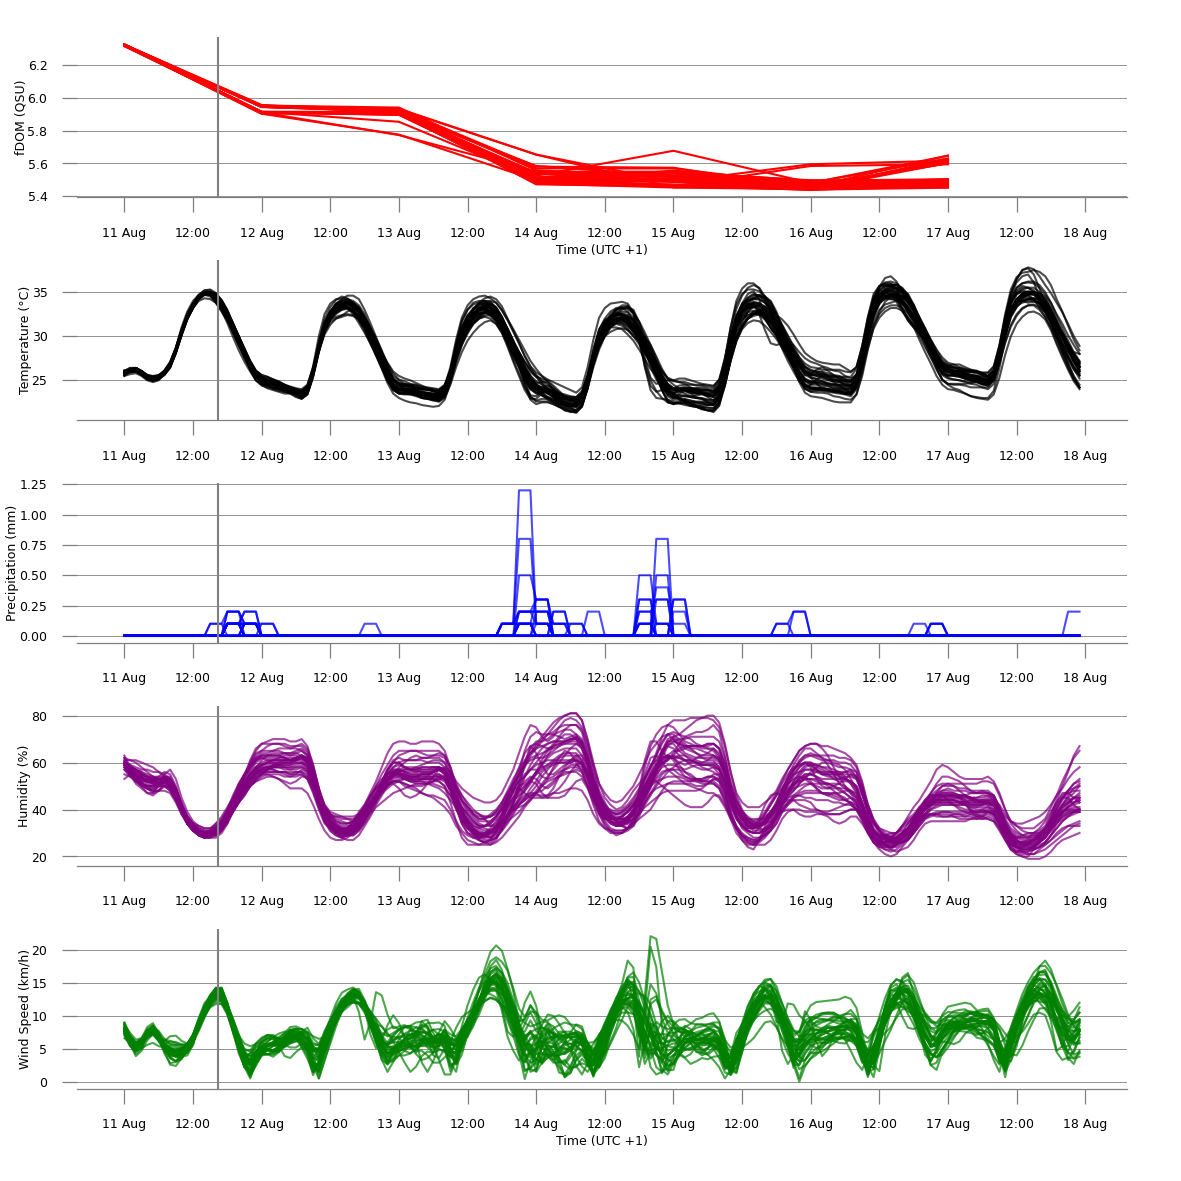 fDOM (QSU)
6.2
6.0
5.8
5.6
5.4
11 Aug 12:00 12 Aug 12:00 13 Aug 12:00 14 Aug 12:00 15 Aug 12:00 16 Aug 12:00 17 Aug 12:00 18 Aug
Time (UTC +1)
Temperature (°C)
35
30
25
11 Aug 12:00 12 Aug 12:00 13 Aug 12:00 14 Aug 12:00 15 Aug 12:00 16 Aug 12:00 17 Aug 12:00 18 Aug
Precipitation (mm)
1.25
1.00
0.75
0.50
0.25
0.00
11 Aug 12:00 12 Aug 12:00 13 Aug 12:00 14 Aug 12:00 15 Aug 12:00 16 Aug 12:00 17 Aug 12:00 18 Aug
Humidity (%)
80
60
40
20
11 Aug 12:00 12 Aug 12:00 13 Aug 12:00 14 Aug 12:00 15 Aug 12:00 16 Aug 12:00 17 Aug 12:00 18 Aug
Wind Speed (km/h)
20
15
10
5
0
11 Aug 12:00 12 Aug 12:00 13 Aug 12:00 14 Aug 12:00 15 Aug 12:00 16 Aug 12:00 17 Aug 12:00 18 Aug
Time (UTC +1)